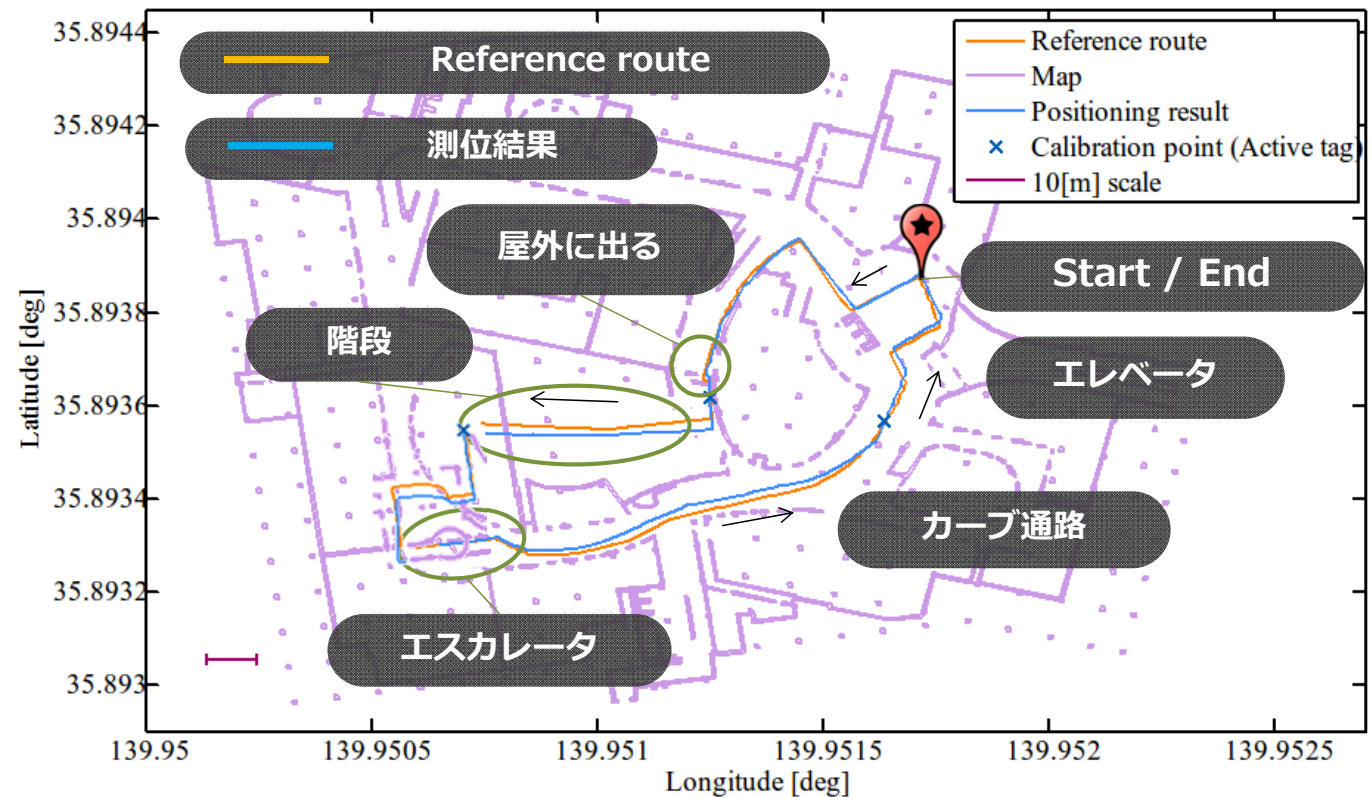 35.8944
35.8942
35.894
35.8938
35.8936
35.8934
35.8932
35.893
Latitude [deg]
Reference route
測位結果
Reference route
Map
Positioning result
Calibration point (Active tag)
10[m] scale
屋外に出る
Start / End
階段
エレベータ
カーブ通路
エスカレータ
139.95
139.9505
139.951
139.9515
139.952
139.9525
Longitude [deg]